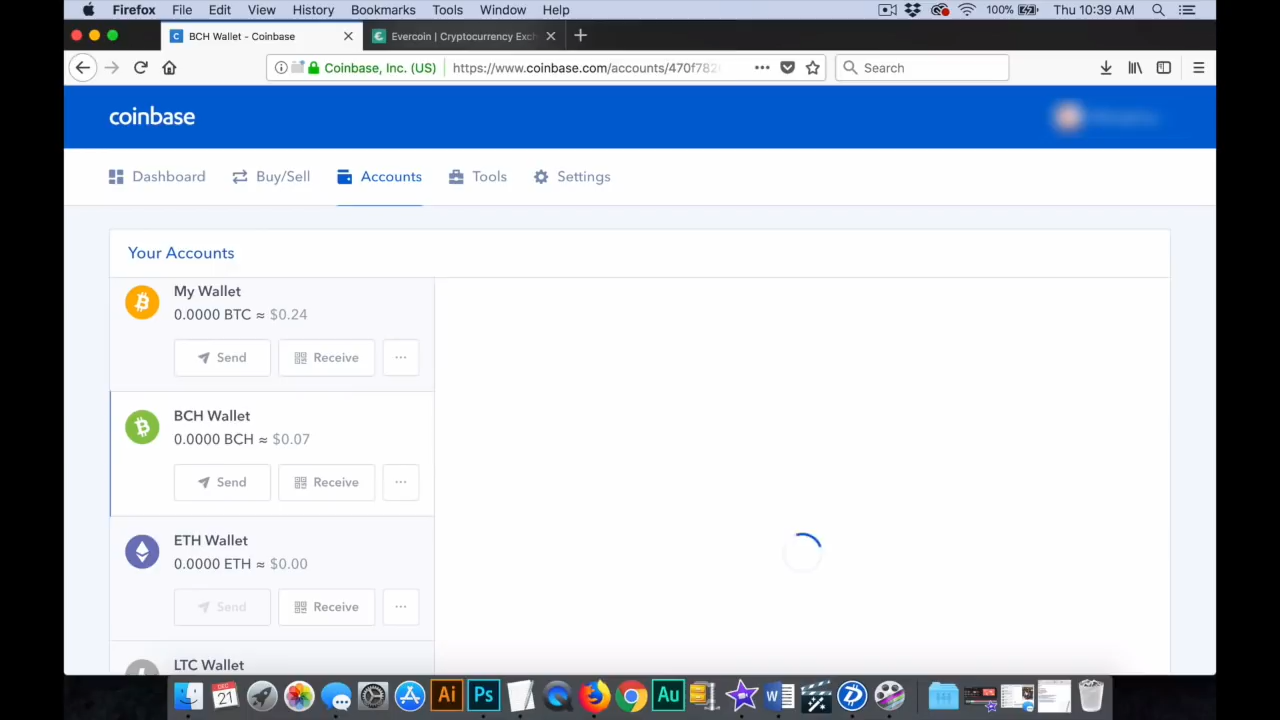 Firefox File Edit View History Bookmarks Tools Window Help 100% Thu 10:39 AM
BCH Wallet - Coinbase Evercoin | Cryptocurrency Exch
Coinbase, Inc. (US) https://www.coinbase.com/accounts/470f782 Search
coinbase
Dashboard Buy/Sell Accounts Tools Settings
Your Accounts
My Wallet
0.0000 BTC ≈ $0.24
Send Receive ...
BCH Wallet
0.0000 BCH ≈ $0.07
Send Receive ...
ETH Wallet
0.0000 ETH ≈ $0.00
Send Receive ...
LTC Wallet
DEC
21 Ai Ps Au W